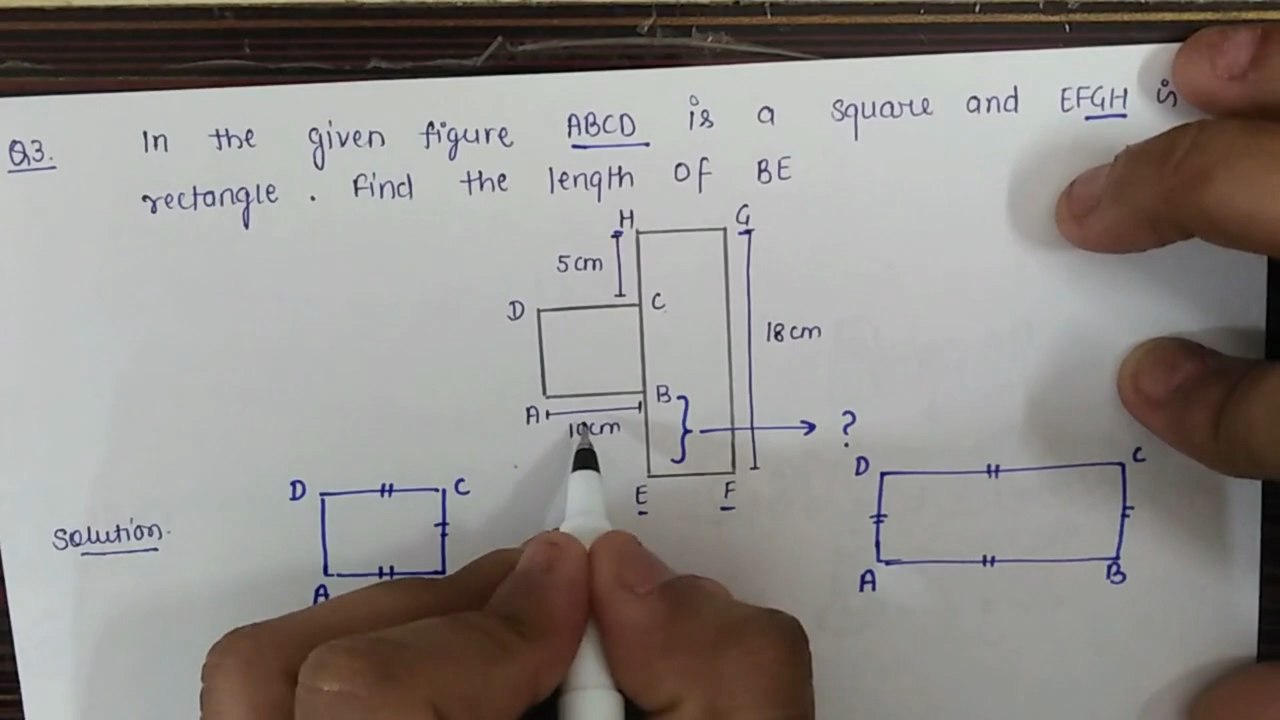 Q3. In the given figure ABCD is a square and EFGH is
rectangle. Find the length of BE
H G
5cm
D C
18cm
B
A
10cm
?
E F
Solution.
D C
A
D C
A B